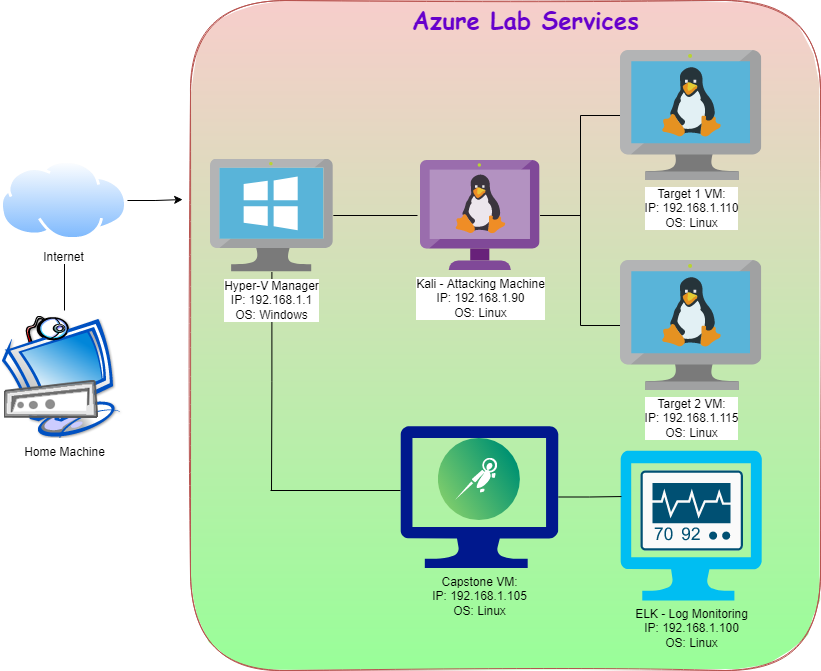 Azure Lab Services
Target 1 VM:
IP: 192.168.1.110
OS: Linux
Internet
Hyper-V Manager
IP: 192.168.1.1
OS: Windows
Kali - Attacking Machine
IP: 192.168.1.90
OS: Linux
Target 2 VM:
IP: 192.168.1.115
OS: Linux
Home Machine
70 92
Capstone VM:
IP: 192.168.1.105
OS: Linux
ELK - Log Monitoring
IP: 192.168.1.100
OS: Linux